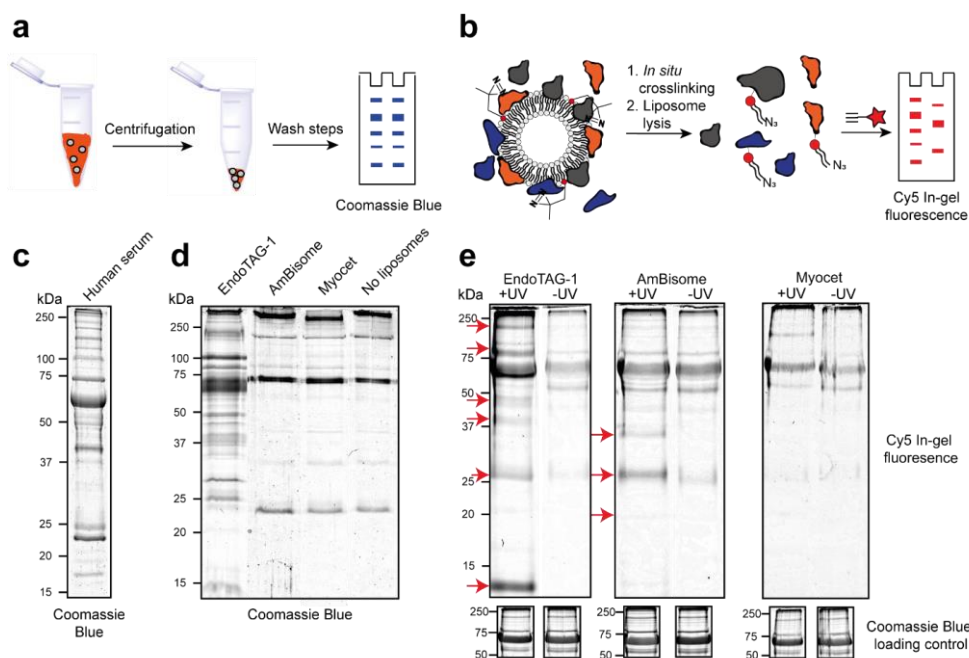 a
Centrifugation
Wash steps
Coomassie Blue
b
N
N
N
N
1. In situ
crosslinking
2. Liposome
lysis
N₃
N₃
N₃
Cy5 In-gel
fluorescence
c
Human serum
kDa
250
100
75
50
37
25
20
15
Coomassie
Blue
d
EndoTAG-1
AmBisome
Myocet
No liposomes
kDa
250
100
75
50
37
25
20
15
Coomassie Blue
e
EndoTAG-1
AmBisome
Myocet
+UV -UV
+UV -UV
+UV -UV
kDa
250
75
50
37
25
20
15
Cy5 In-gel
fluoresence
250
75
50
250
75
50
250
75
50
Coomassie Blue
loading control